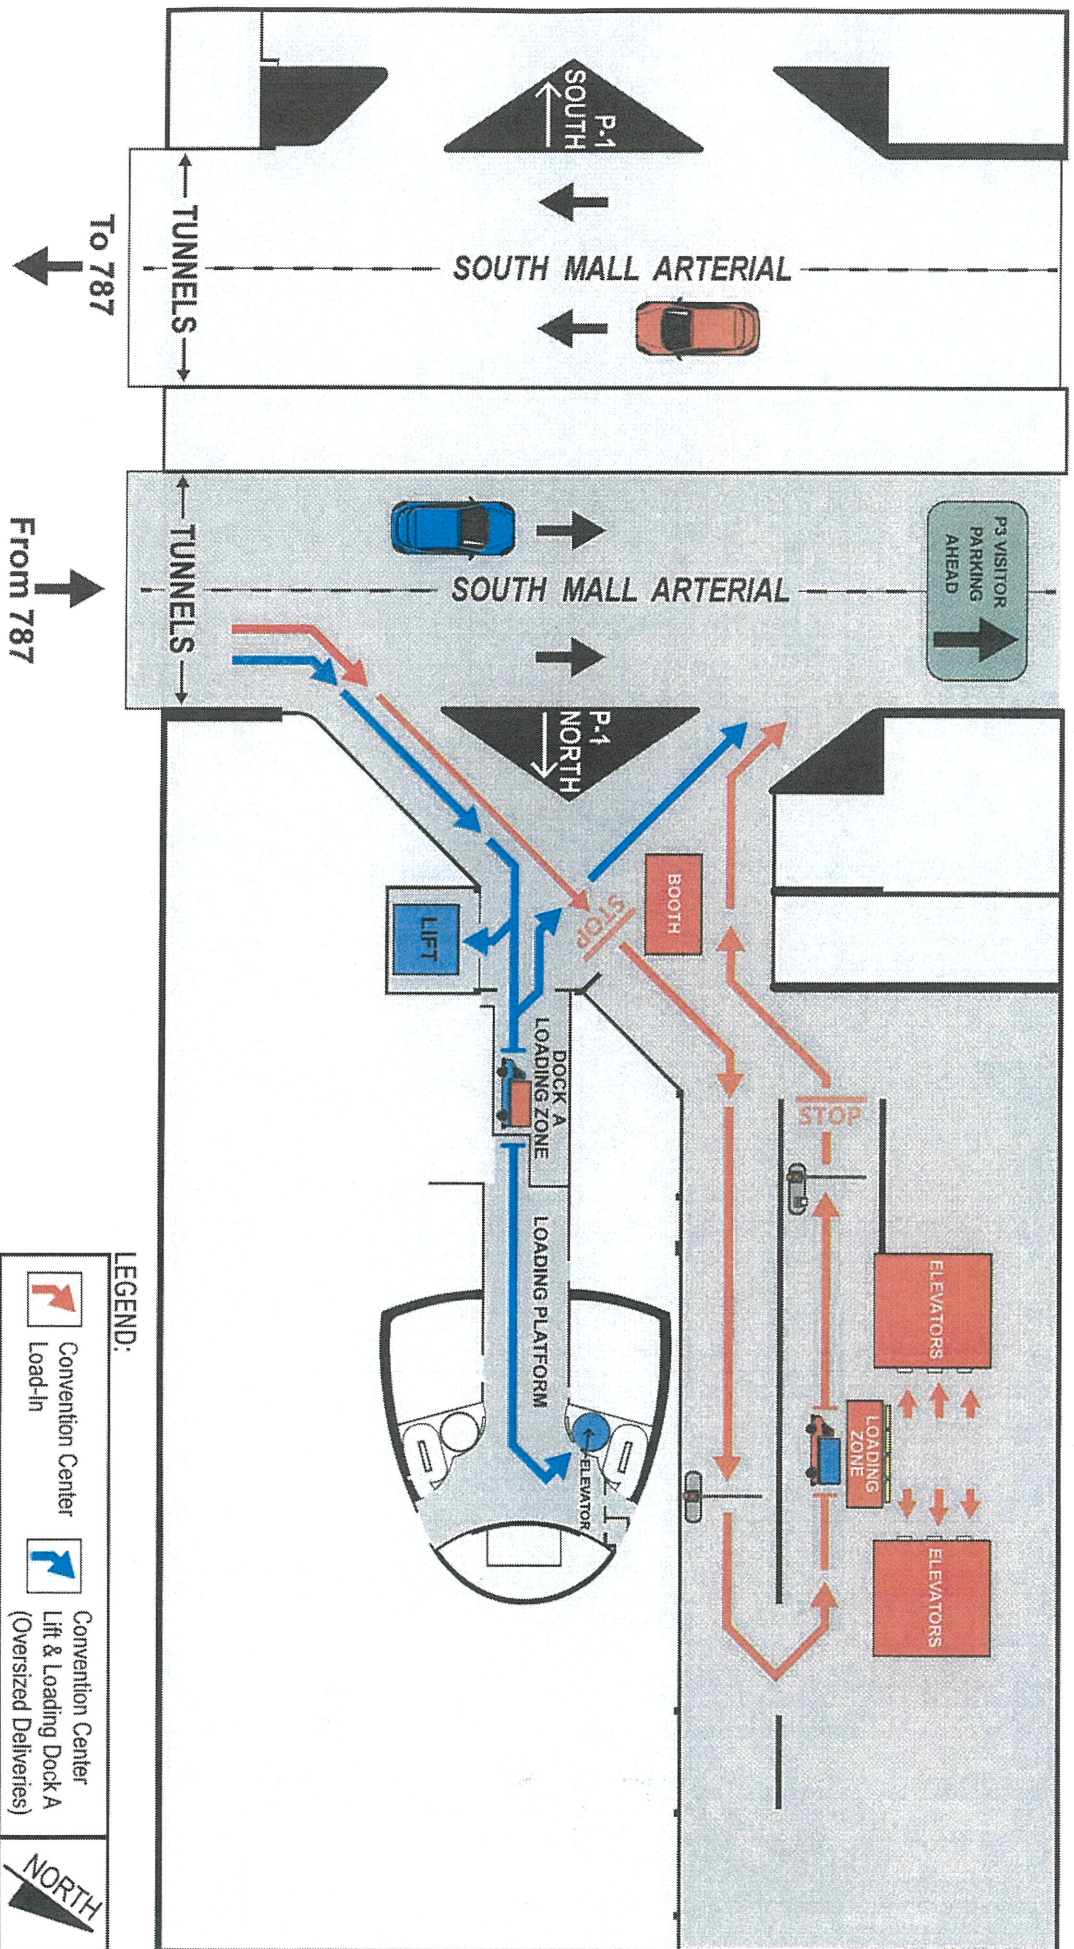 P-1
SOUTH
SOUTH MALL ARTERIAL
TUNNELS
To 787
P3 VISITOR
PARKING
AHEAD
SOUTH MALL ARTERIAL
TUNNELS
From 787
P-1
NORTH
BOOTH
STOP
LIFT
DOCK A
LOADING ZONE
LOADING PLATFORM
ELEVATOR
STOP
ELEVATORS
LOADING
ZONE
ELEVATORS
LEGEND:
Convention Center
Load-In
Convention Center
Lift & Loading Dock A
(Oversized Deliveries)
NORTH